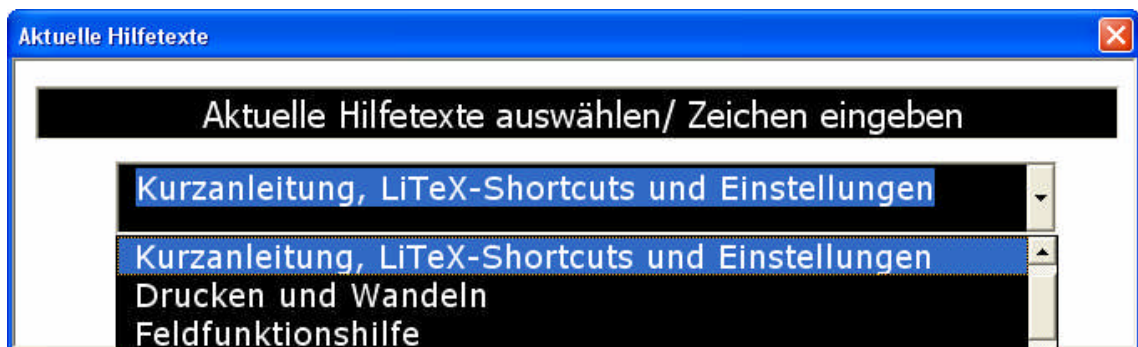 Aktuelle Hilfetexte
Aktuelle Hilfetexte auswählen/ Zeichen eingeben
Kurzanleitung, LiTeX-Shortcuts und Einstellungen
Kurzanleitung, LiTeX-Shortcuts und Einstellungen
Drucken und Wandeln
Feldfunktionshilfe